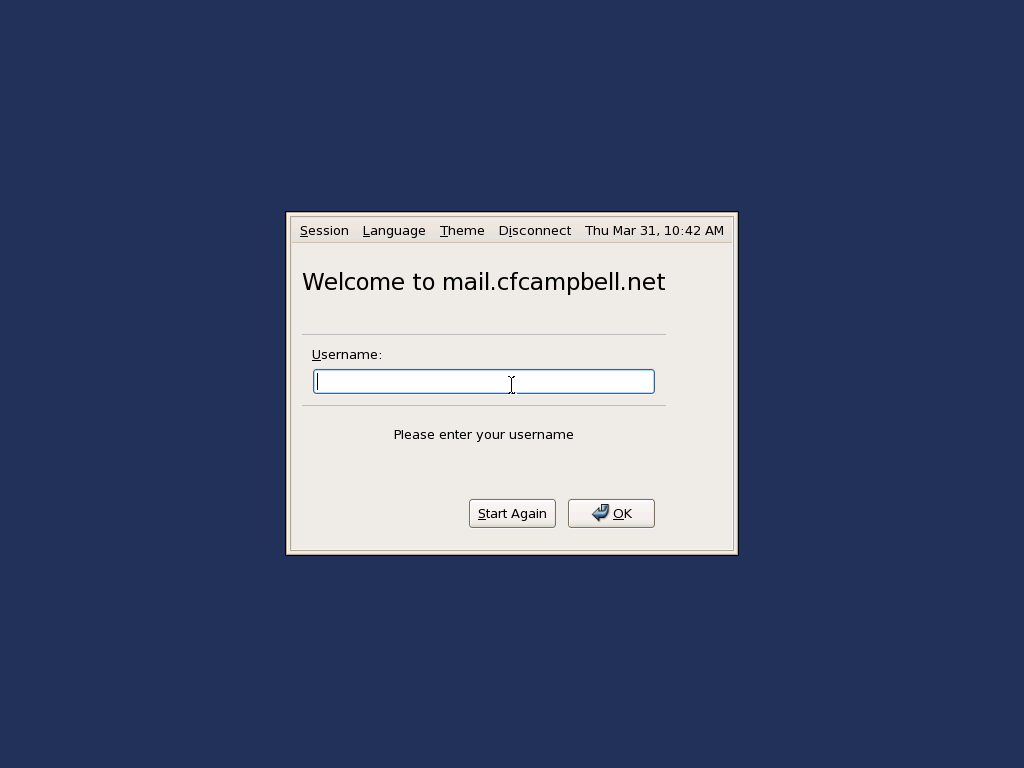 Session Language Theme Disconnect Thu Mar 31, 10:42 AM
Welcome to mail.cfcampbell.net
Username:
Please enter your username
Start Again OK